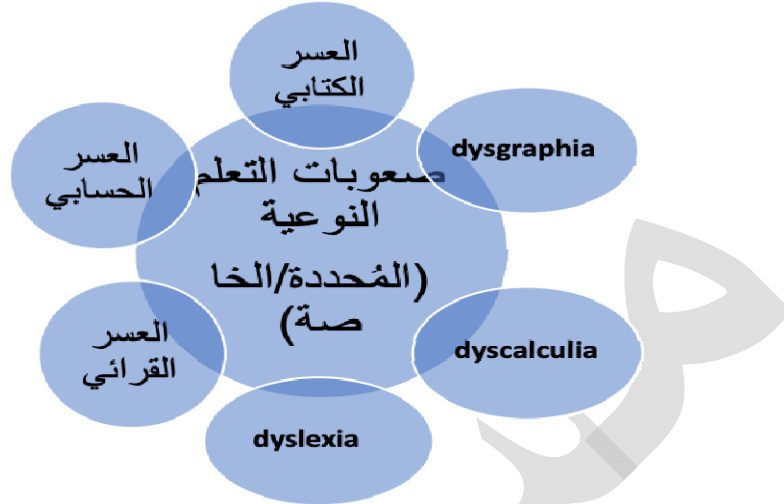 العسر
الكتابي
dysgraphia
العسر
الحسابي
صعوبات التعلم
النوعية
(المُحددة/الخا
صة)
العسر
القرائي
dyscalculia
dyslexia